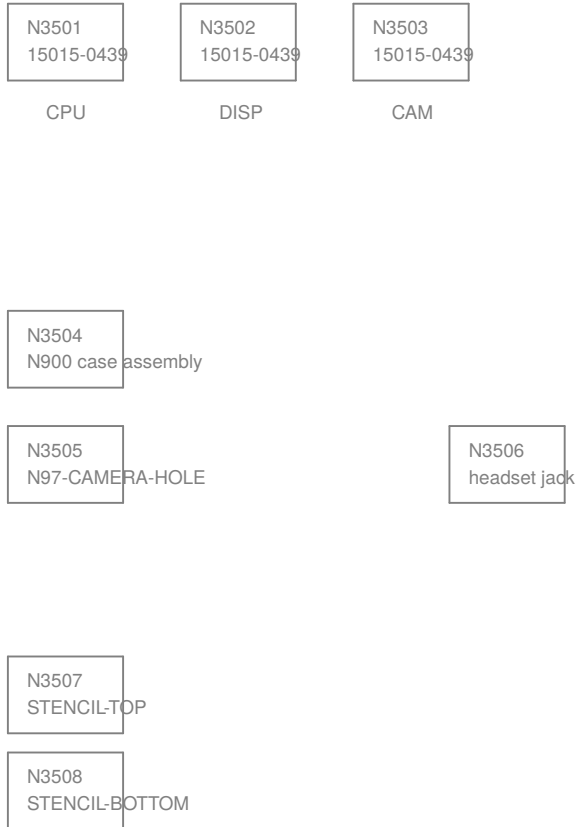 N3501
15015-0439
N3502
15015-0439
N3503
15015-0439
CPU
DISP
CAM
N3504
N900 case assembly
N3505
N97-CAMERA-HOLE
N3506
headset jack
N3507
STENCIL-TOP
N3508
STENCIL-BOTTOM